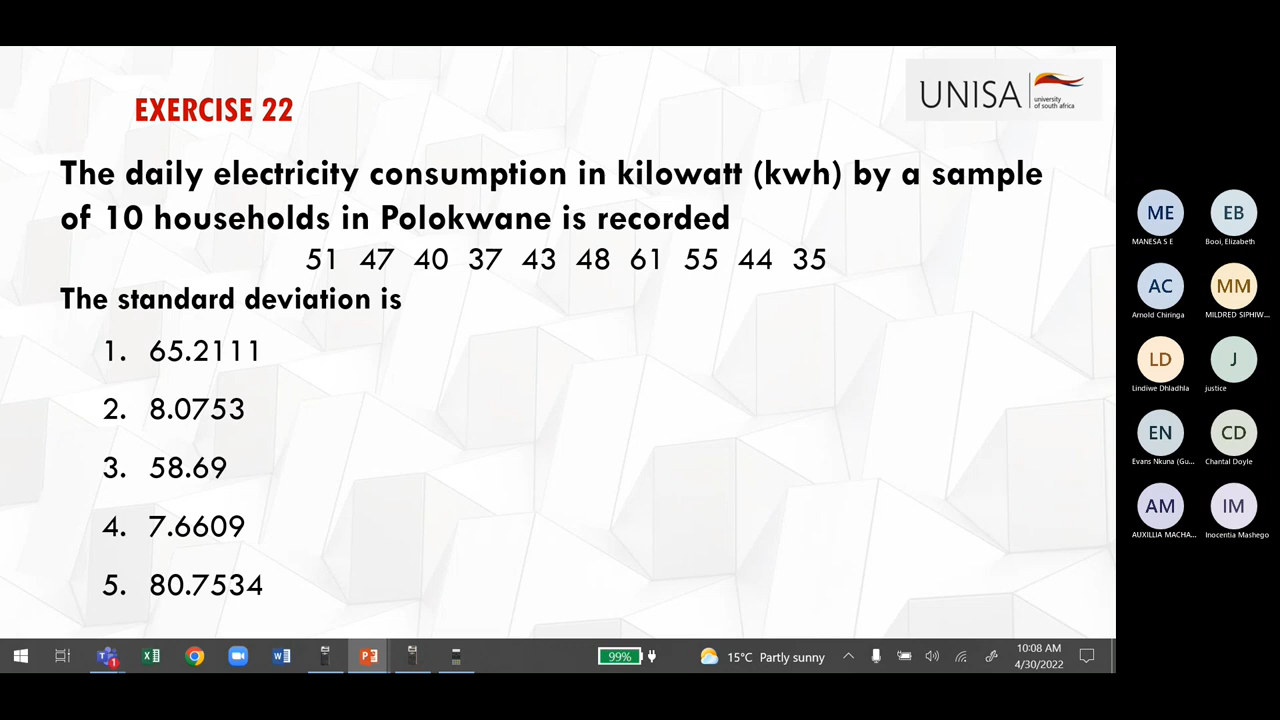 UNISA
university
of south africa
EXERCISE 22
The daily electricity consumption in kilowatt (kwh) by a sample
of 10 households in Polokwane is recorded
51 47 40 37 43 48 61 55 44 35
The standard deviation is
1. 65.2111
2. 8.0753
3. 58.69
4. 7.6609
5. 80.7534
ME
MANESA S E
EB
Booi, Elizabeth
AC
Arnold Chiringa
MM
MILDRED SIPHIW...
LD
Lindiwe Dhladhla
J
justice
EN
Evans Nkuna (Gu...
CD
Chantal Doyle
AM
AUXILLIA MACHA...
IM
Inocentia Mashego
1
99%
15°C Partly sunny
10:08 AM
4/30/2022